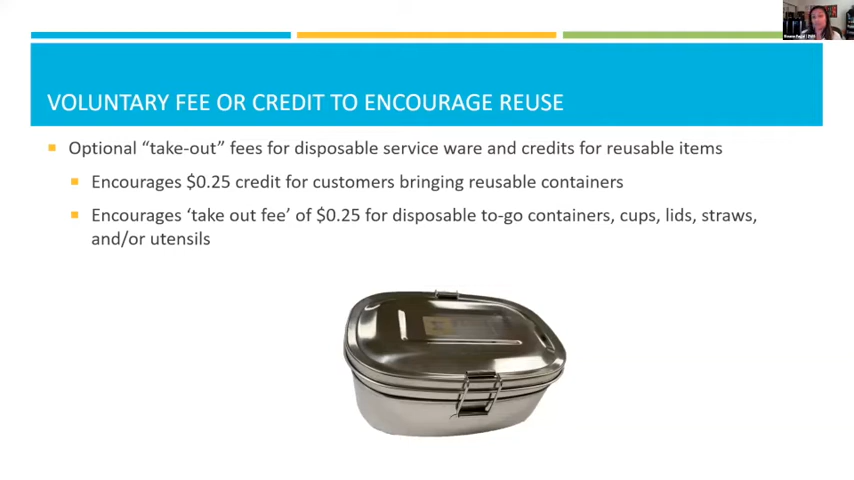 VOLUNTARY FEE OR CREDIT TO ENCOURAGE REUSE
Optional “take-out” fees for disposable service ware and credits for reusable items
Encourages $0.25 credit for customers bringing reusable containers
Encourages ‘take out fee’ of $0.25 for disposable to-go containers, cups, lids, straws,
and/or utensils